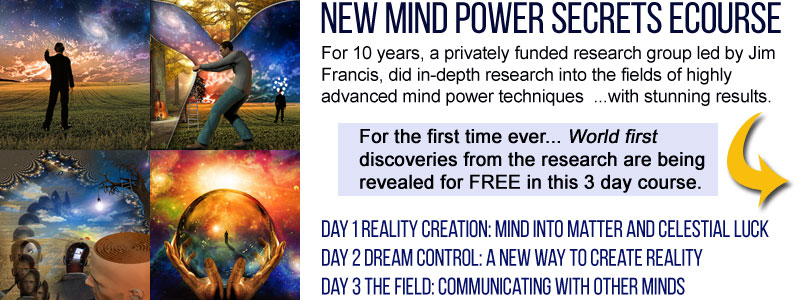 NEW MIND POWER SECRETS ECOURSE
For 10 years, a privately funded research group led by Jim
Francis, did in-depth research into the fields of highly
advanced mind power techniques ...with stunning results.
For the first time ever... World first
discoveries from the research are being
revealed for FREE in this 3 day course.
DAY 1 REALITY CREATION: MIND INTO MATTER AND CELESTIAL LUCK
DAY 2 DREAM CONTROL: A NEW WAY TO CREATE REALITY
DAY 3 THE FIELD: COMMUNICATING WITH OTHER MINDS